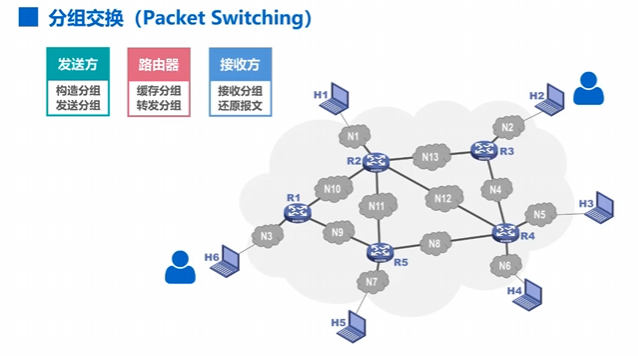 分组交换（Packet Switching）
发送方
构造分组
发送分组
路由器
缓存分组
转发分组
接收方
接收分组
还原报文
H1
H2
N1
N2
R2
N13
R3
R1
N10
N11
N12
N4
H3
N5
N3
N9
N8
R4
H6
R5
N7
N6
H4
H5